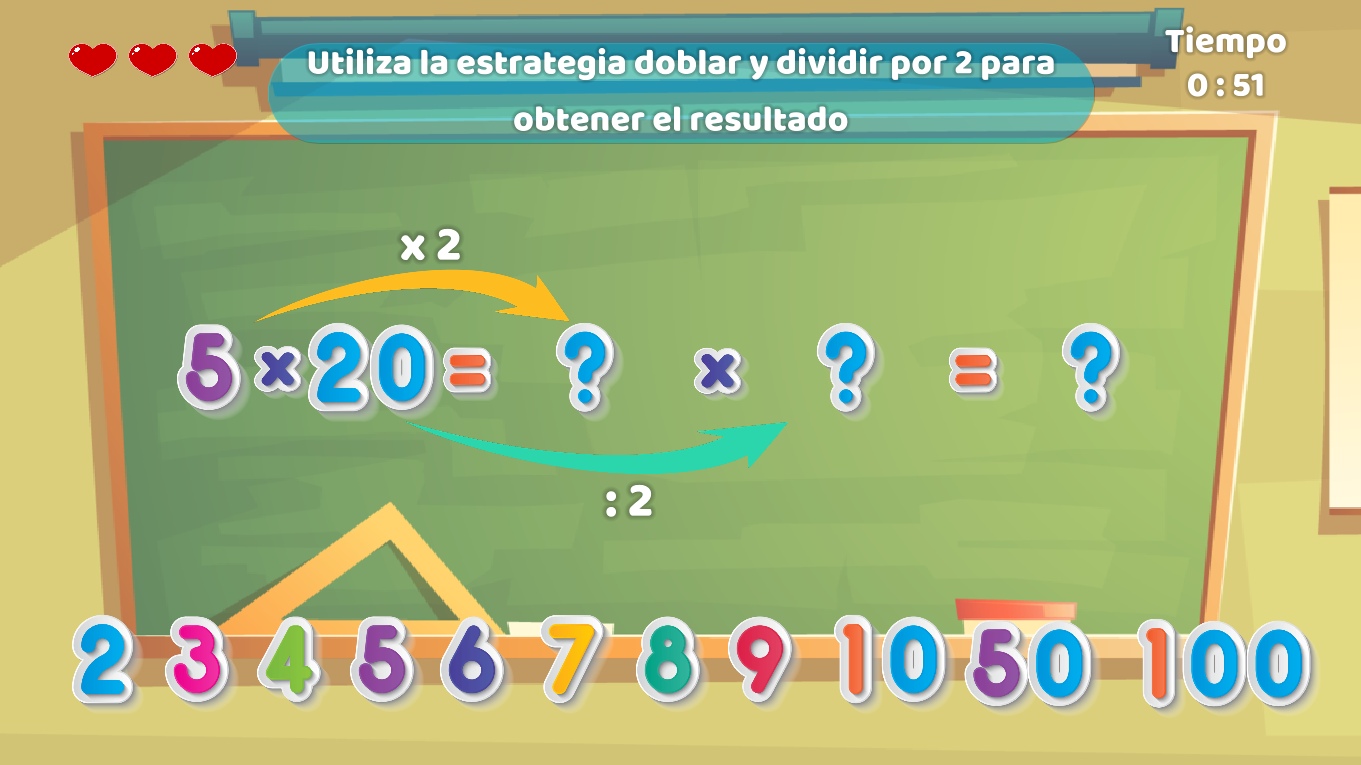 Tiempo
0 : 51
Utiliza la estrategia doblar y dividir por 2 para
obtener el resultado
x 2
5 x 20 = ? x ? = ?
: 2
2 3 4 5 6 7 8 9 10 50 100